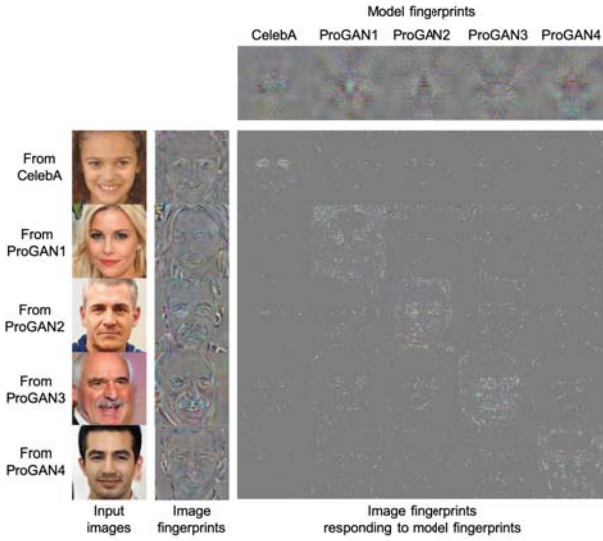 Model fingerprints
CelebA ProGAN1 ProGAN2 ProGAN3 ProGAN4
From
CelebA
From
ProGAN1
From
ProGAN2
From
ProGAN3
From
ProGAN4
Input
images
Image
fingerprints
Image fingerprints
responding to model fingerprints